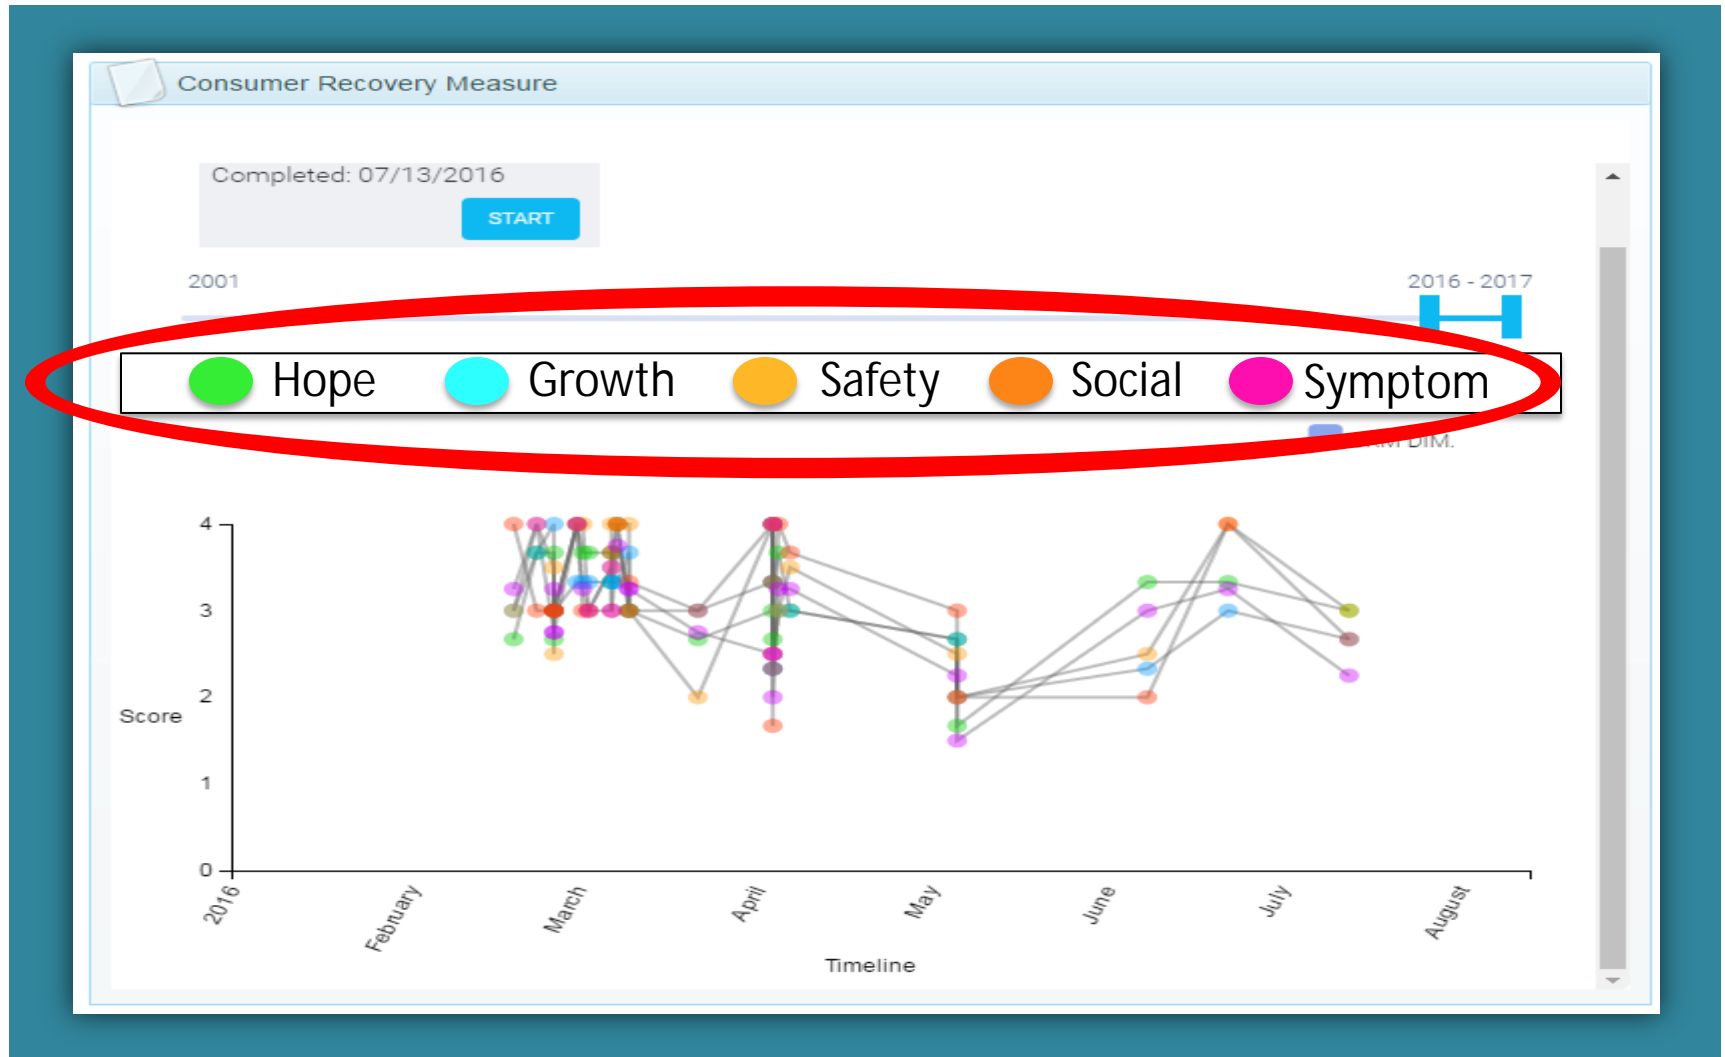 Consumer Recovery Measure
Completed: 07/13/2016
START
2001 2016 - 2017
Hope Growth Safety Social Symptom
DIM.
4
3
2
Score
1
0
2016 February March April May June July August
Timeline